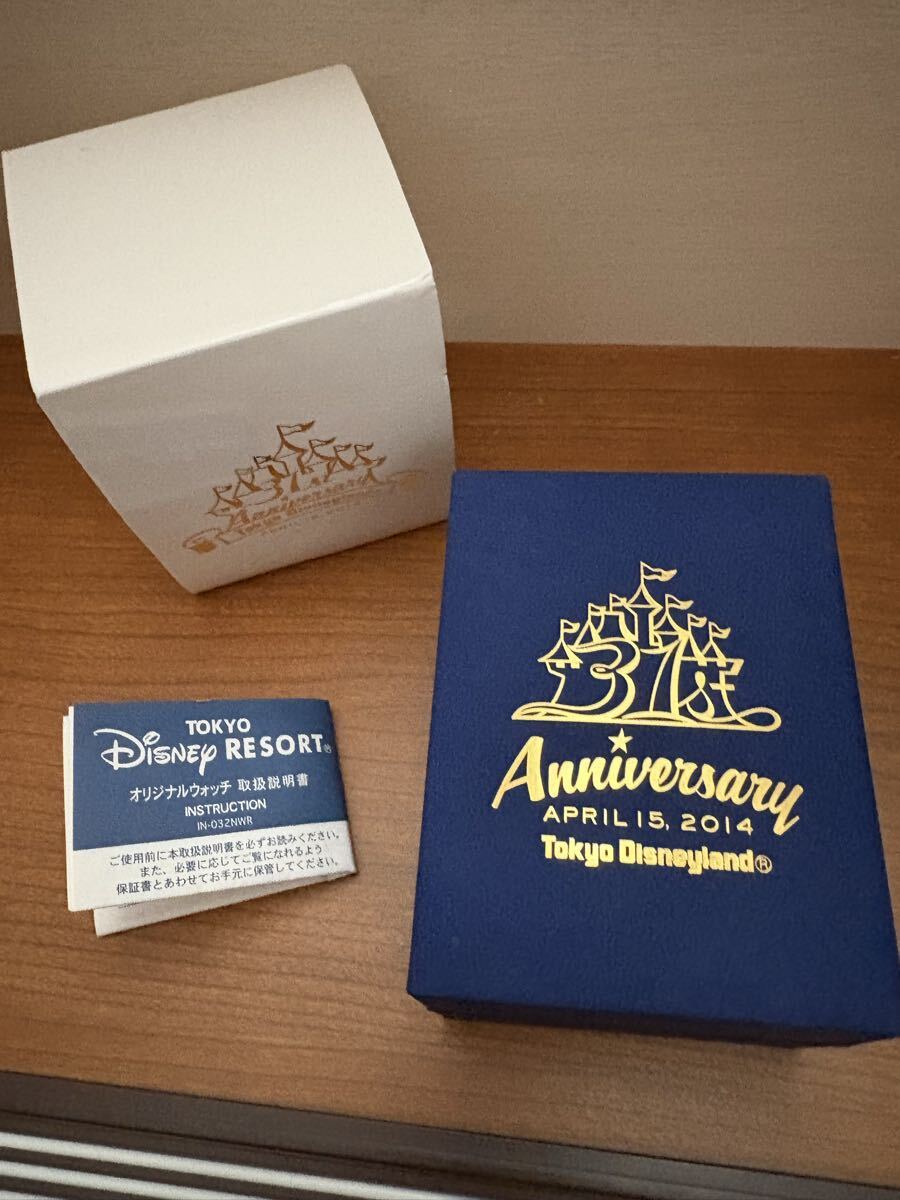 31st
Anniversary
Tokyo Disneyland
TOKYO
Disney RESORT®
オリジナルウォッチ 取扱説明書
INSTRUCTION
IN-032NWR
ご使用前に本取扱説明書を必ずお読みください。
また、必要に応じてご覧になれるよう
保証書とあわせてお手元に保管してください。
31st
Anniversary
APRIL 15, 2014
Tokyo Disneyland®